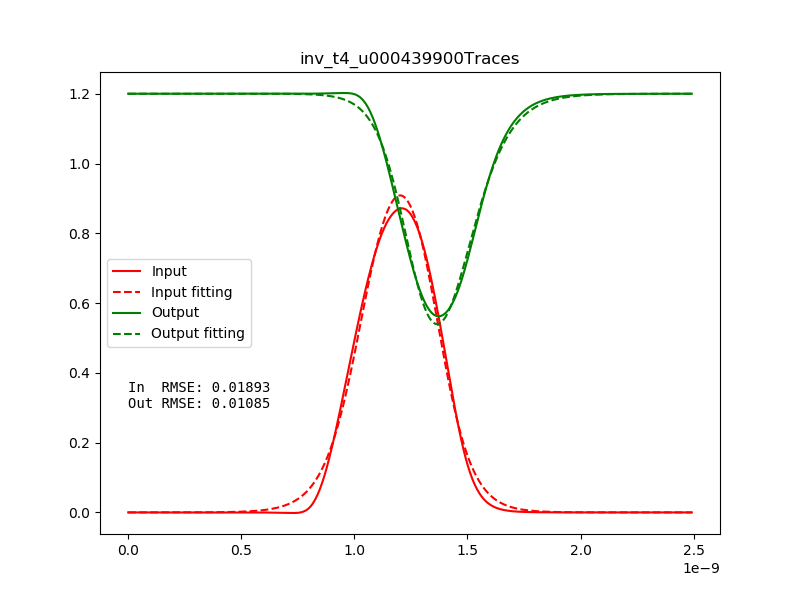 inv_t4_u000439900Traces
1.2
1.0
0.8
0.6
0.4
0.2
0.0
Input
Input fitting
Output
Output fitting
In  RMSE: 0.01893
Out RMSE: 0.01085
0.0
0.5
1.0
1.5
2.0
2.5
1e−9